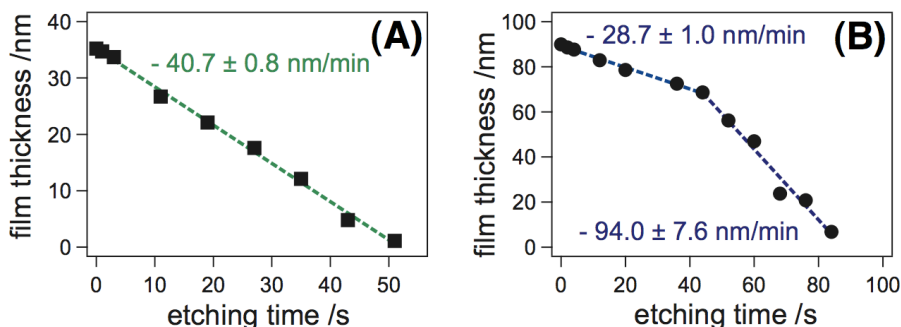 (A)
- 40.7 ± 0.8 nm/min
film thickness /nm
40
30
20
10
0
0 10 20 30 40 50
etching time /s
(B)
- 28.7 ± 1.0 nm/min
- 94.0 ± 7.6 nm/min
film thickness /nm
100
80
60
40
20
0
0 20 40 60 80 100
etching time /s